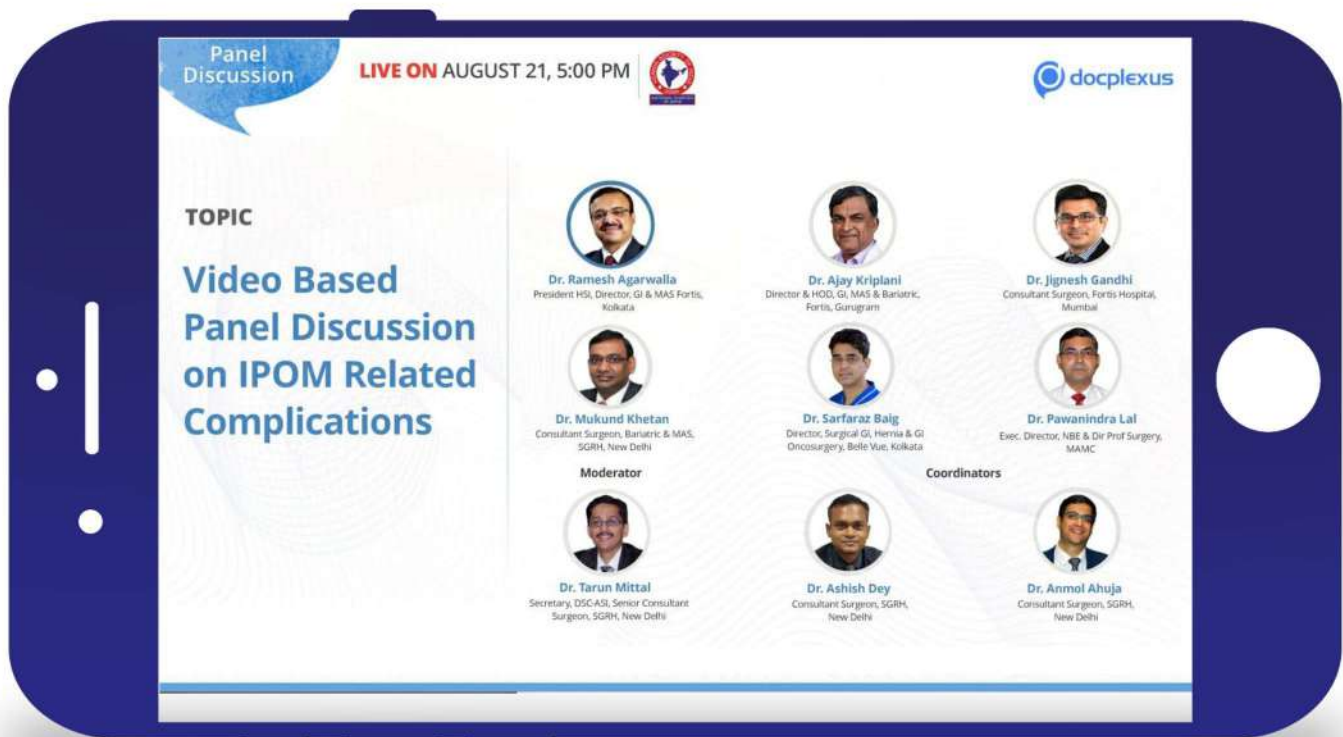 Panel
Discussion
LIVE ON AUGUST 21, 5:00 PM
docplexus
TOPIC
Video Based
Panel Discussion
on IPOM Related
Complications
Dr. Ramesh Agarwalla
President HSI, Director, GI & MAS Fortis,
Kolkata
Dr. Ajay Kriplani
Director & HOD, GI, MAS & Bariatric,
Fortis, Gurugram
Dr. Jignesh Gandhi
Consultant Surgeon, Fortis Hospital,
Mumbai
Dr. Mukund Khetan
Consultant Surgeon, Bariatric & MAS,
SGRH, New Delhi
Dr. Sarfaraz Baig
Director, Surgical GI, Hernia & GI
Oncosurgery, Belle Vue, Kolkata
Dr. Pawanindra Lal
Exec. Director, NBE & Dir Prof Surgery,
MAMC
Moderator
Coordinators
Dr. Tarun Mittal
Secretary, DSC-ASI, Senior Consultant
Surgeon, SGRH, New Delhi
Dr. Ashish Dey
Consultant Surgeon, SGRH,
New Delhi
Dr. Anmol Ahuja
Consultant Surgeon, SGRH,
New Delhi